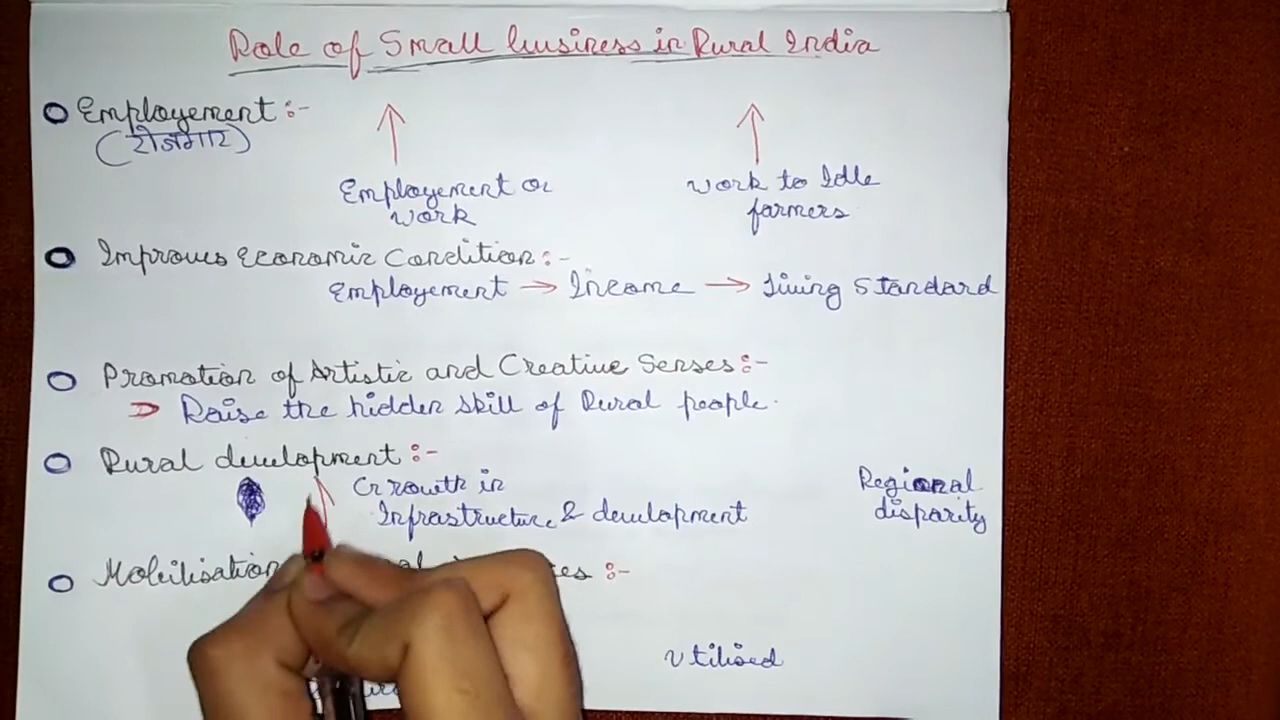 Role of Small business in Rural India
Employement :-
(रोजगार)
Employement or
work
work to Idle
farmers
Improves Economic Condition :-
Employement → Income → Living Standard
Promotion of Artistic and Creative Senses :-
Raise the hidden skill of Rural people.
Rural development :-
Growth in
Infrastructure & development
Regional
disparity
Mobilisation :-
Utilised